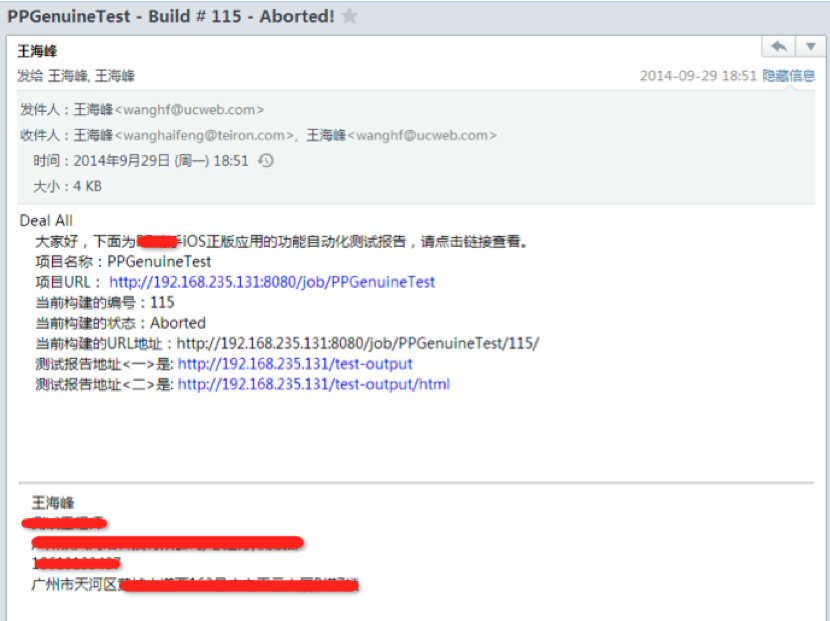 PPGenuineTest - Build # 115 - Aborted!
王海峰
发给 王海峰, 王海峰
2014-09-29 18:51 隐藏信息
发件人：王海峰<wanghf@ucweb.com>
收件人：王海峰<wanghaifeng@teiron.com>, 王海峰<wanghf@ucweb.com>
时间：2014年9月29日 (周一) 18:51
大小：4 KB
Deal All
大家好，下面为iOS正版应用的功能自动化测试报告，请点击链接查看。
项目名称：PPGenuineTest
项目URL： http://192.168.235.131:8080/job/PPGenuineTest
当前构建的编号：115
当前构建的状态：Aborted
当前构建的URL地址：http://192.168.235.131:8080/job/PPGenuineTest/115/
测试报告地址<一>是: http://192.168.235.131/test-output
测试报告地址<二>是: http://192.168.235.131/test-output/html
王海峰
广州市天河区